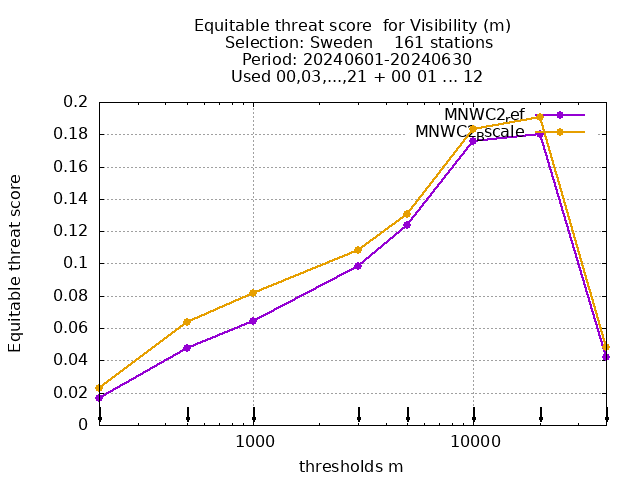 Equitable threat score  for Visibility (m)
Selection: Sweden    161 stations
Period: 20240601-20240630
Used 00,03,...,21 + 00 01 ... 12
MNWC2ref
MNWC2Bscale
0.2
0.18
0.16
0.14
0.12
0.1
0.08
0.06
0.04
0.02
0
Equitable threat score
1000
10000
thresholds m